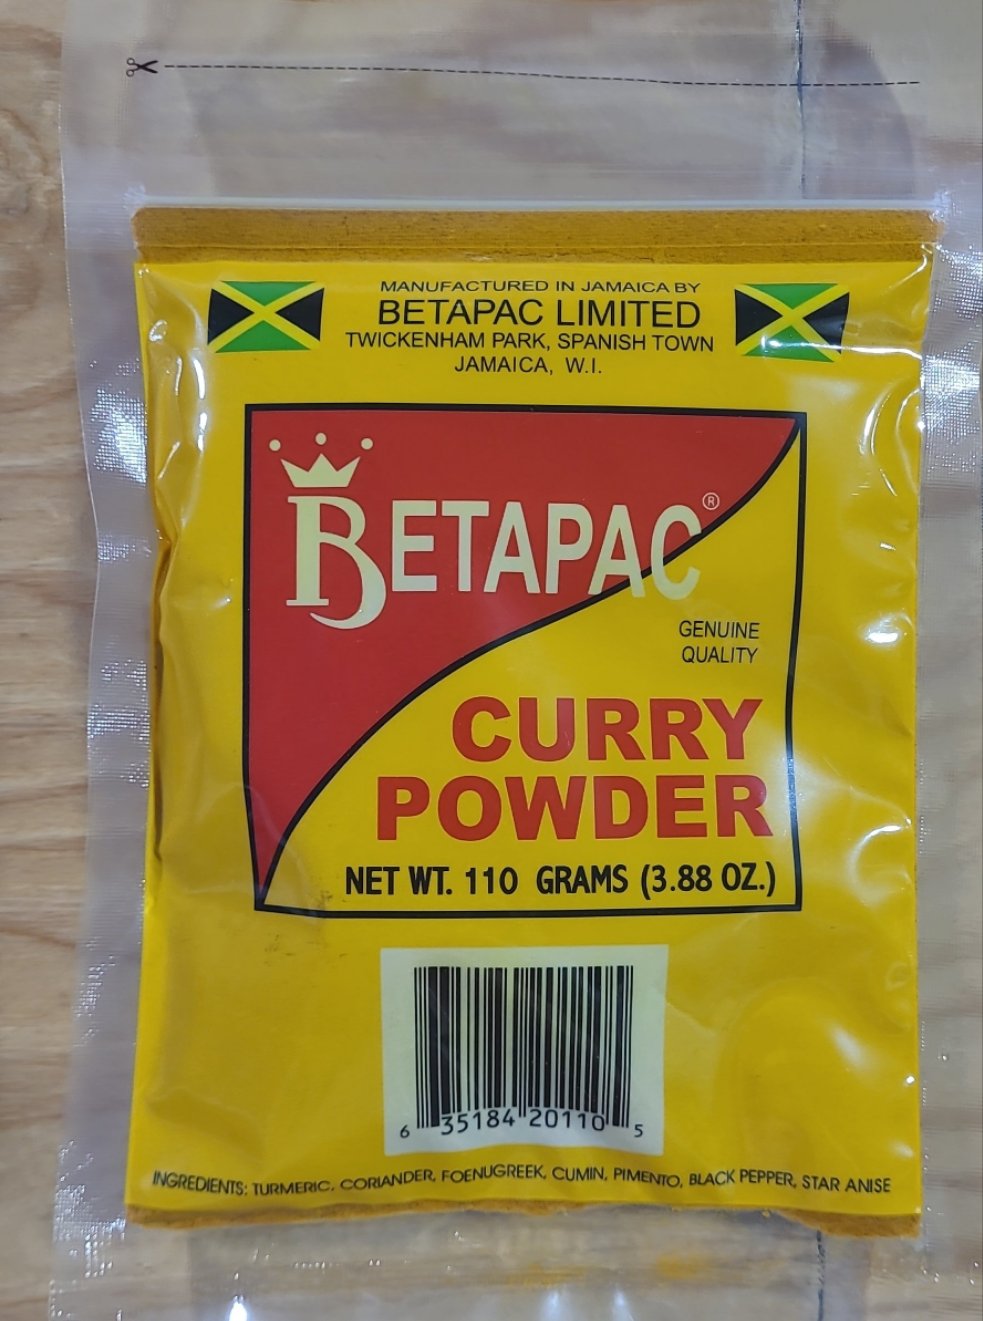 MANUFACTURED IN JAMAICA BY
BETAPAC LIMITED
TWICKENHAM PARK, SPANISH TOWN
JAMAICA, W.I.
BETAPAC®
GENUINE
QUALITY
CURRY
POWDER
NET WT. 110 GRAMS (3.88 OZ.)
6 35184 20110 5
INGREDIENTS: TURMERIC, CORIANDER, FOENUGREEK, CUMIN, PIMENTO, BLACK PEPPER, STAR ANISE